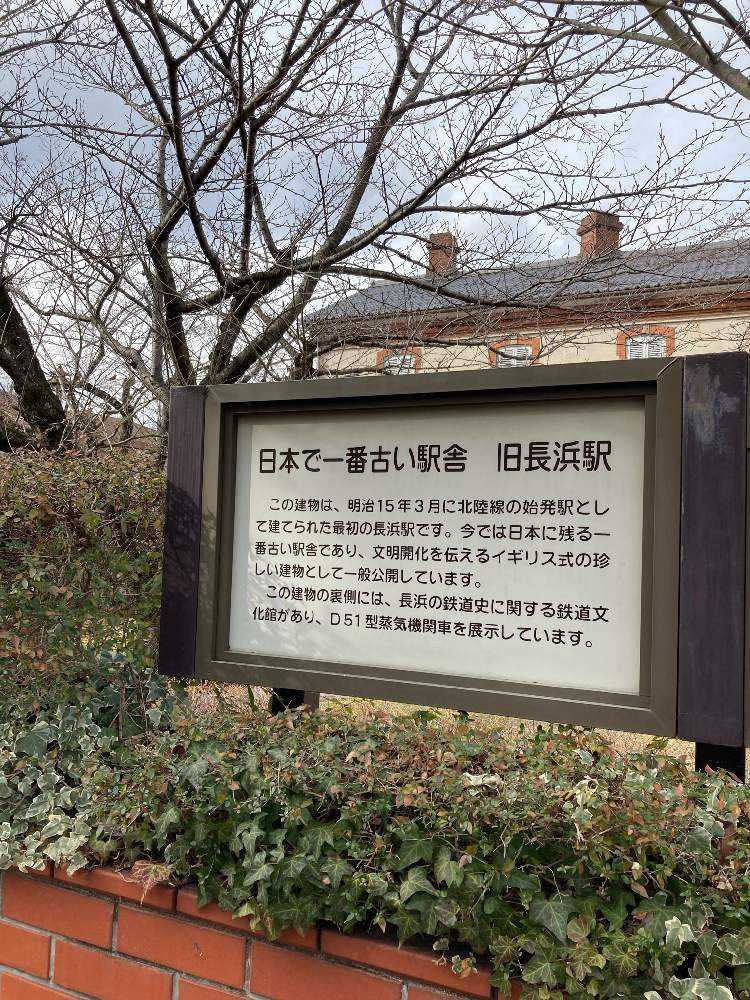 日本で一番古い駅舎　旧長浜駅
この建物は、明治15年3月に北陸線の始発駅とし
て建てられた最初の長浜駅です。今では日本に残る一
番古い駅舎であり、文明開化を伝えるイギリス式の珍
しい建物として一般公開しています。
この建物の裏側には、長浜の鉄道史に関する鉄道文
化館があり、D51型蒸気機関車を展示しています。